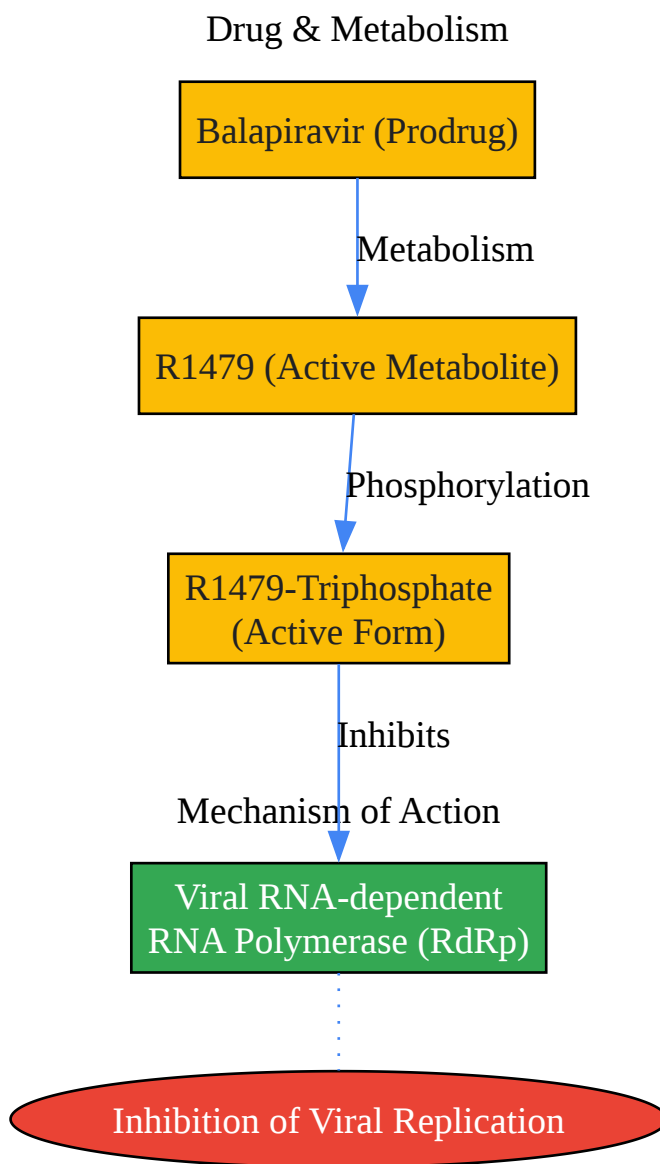 Drug & Metabolism
Balapiravir (Prodrug)
Metabolism
R1479 (Active Metabolite)
Phosphorylation
R1479-Triphosphate
(Active Form)
Inhibits
Mechanism of Action
Viral RNA-dependent
RNA Polymerase (RdRp)
Inhibition of Viral Replication